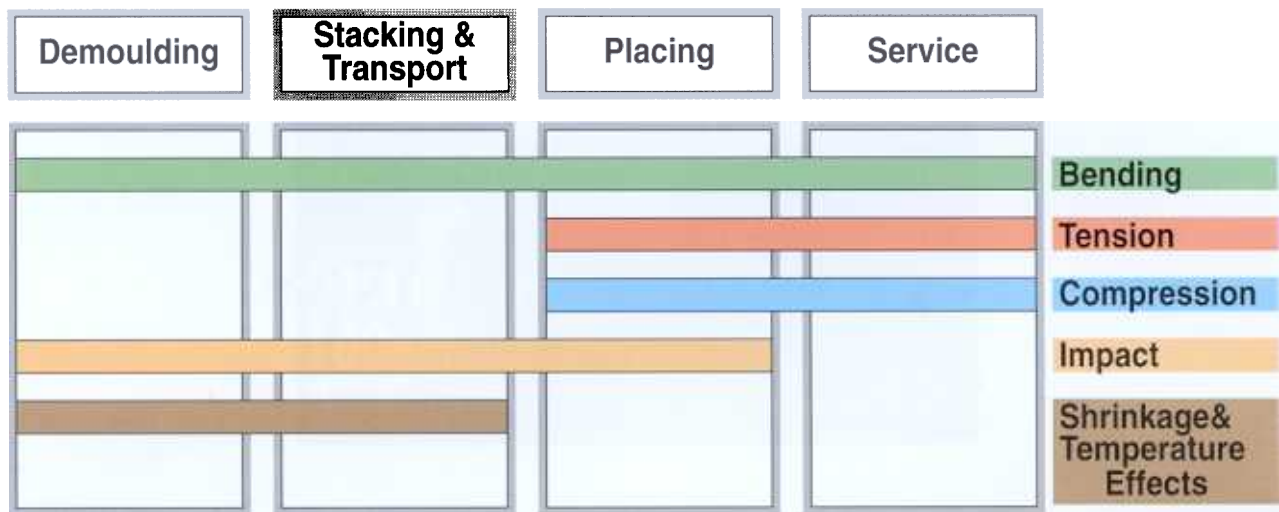 Demoulding
Stacking &
Transport
Placing
Service
Bending
Tension
Compression
Impact
Shrinkage&
Temperature
Effects